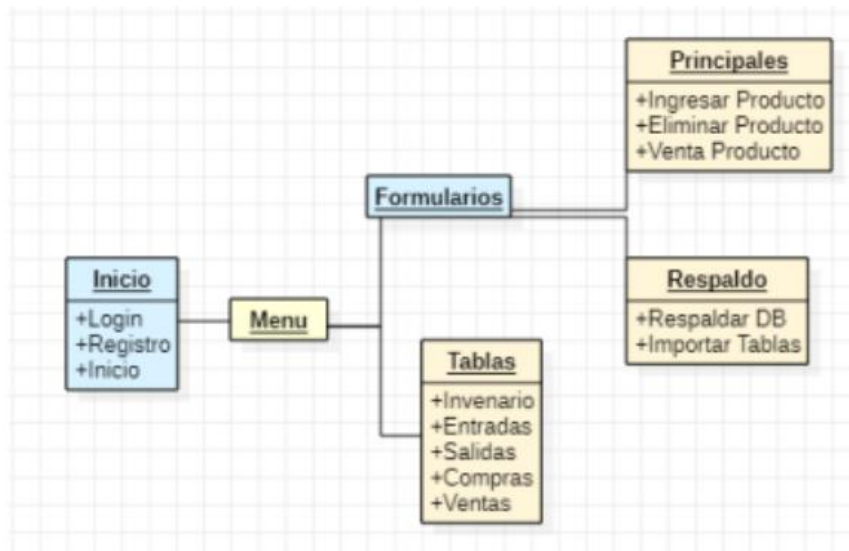 Principales
+Ingresar Producto
+Eliminar Producto
+Venta Producto
Formularios
Inicio
+Login
+Registro
+Inicio
Menu
Respaldo
+Respaldar DB
+Importar Tablas
Tablas
+Invenario
+Entradas
+Salidas
+Compras
+Ventas